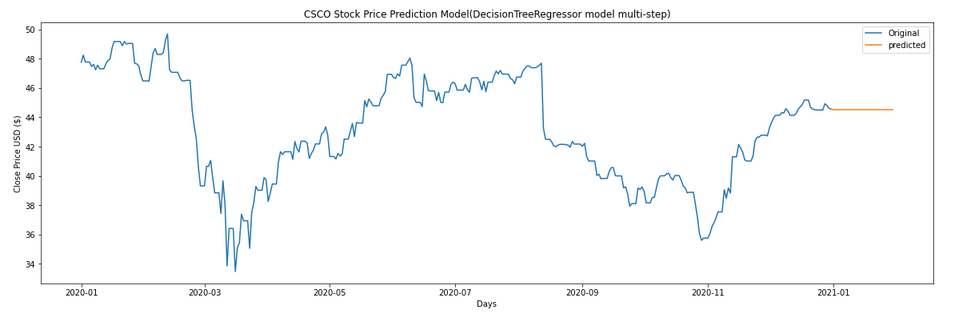 CSCO Stock Price Prediction Model(DecisionTreeRegressor model multi-step)
Original
predicted
Close Price USD ($)
50
48
46
44
42
40
38
36
34
2020-01 2020-03 2020-05 2020-07 2020-09 2020-11 2021-01
Days